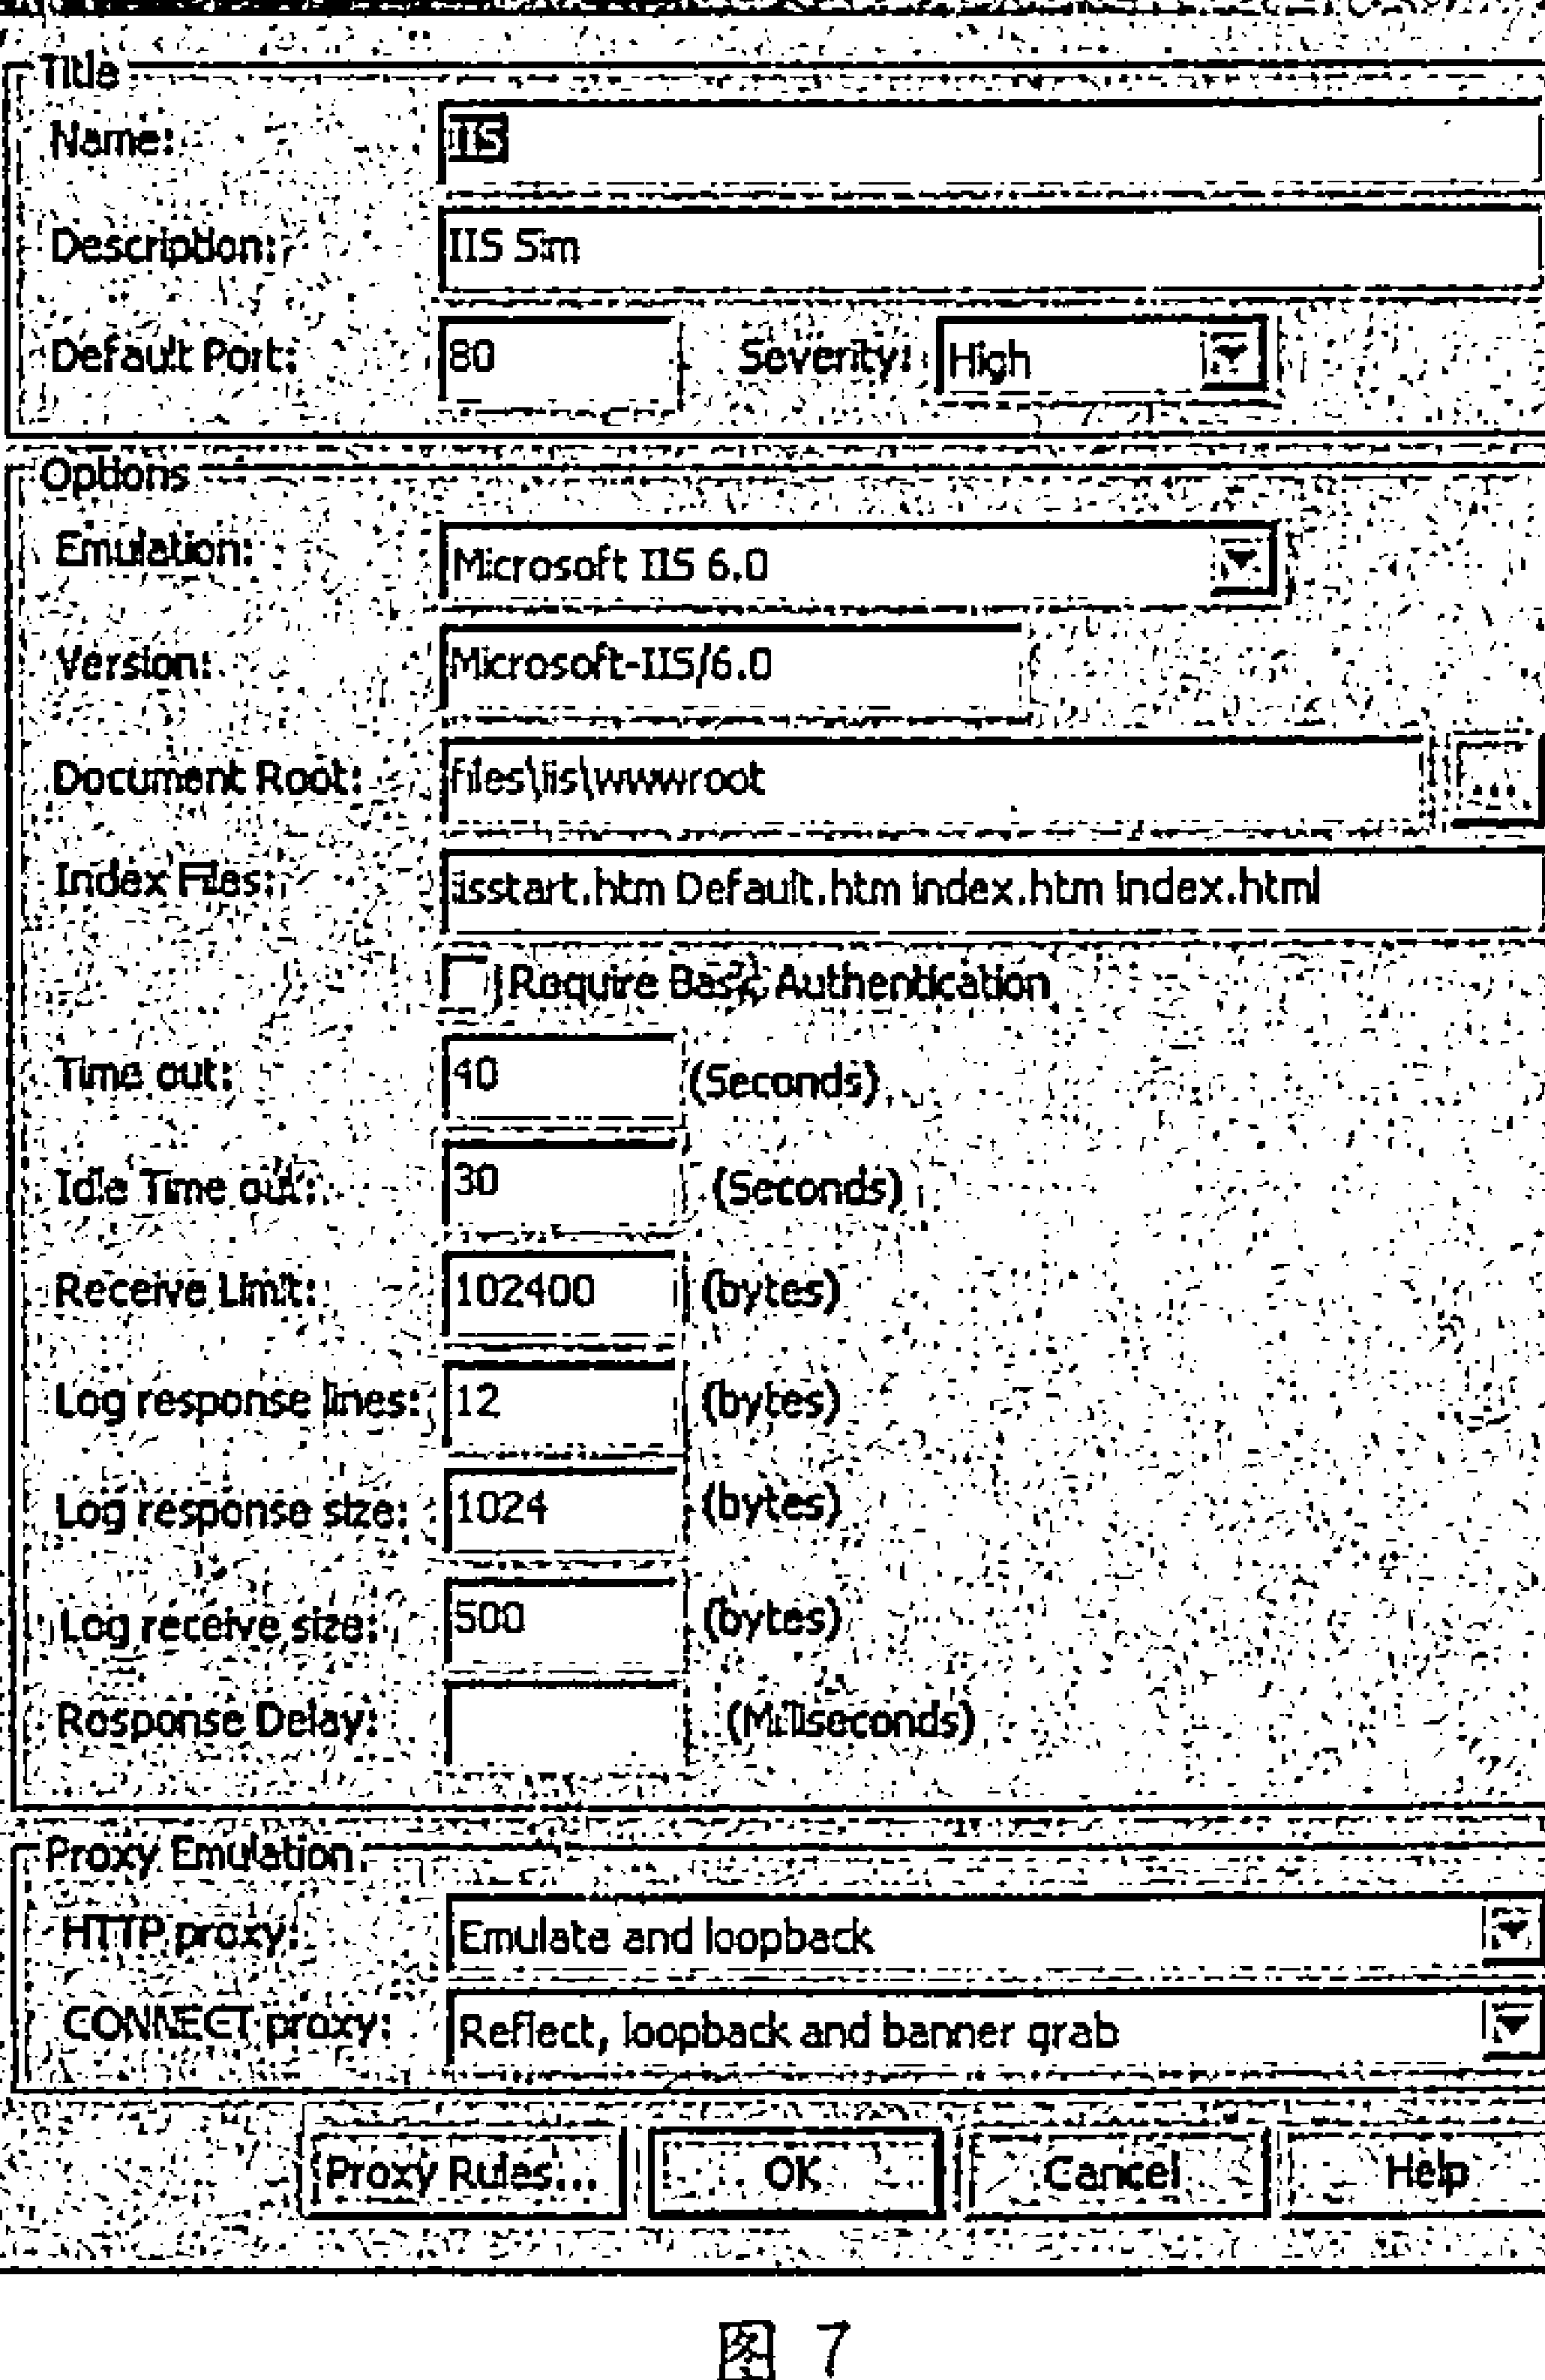 Title
Name: IIS
Description: IIS Sim
Default Port: 80 Severity: High
Options
Emulation: Microsoft IIS 6.0
Version: Microsoft-IIS/6.0
Document Root: files\iis\wwwroot ...
Index Files: iisstart.htm Default.htm index.htm index.html
Require Basic Authentication
Time out: 40 (Seconds)
Idle Time out: 30 (Seconds)
Receive Limit: 102400 (bytes)
Log response lines: 12 (bytes)
Log response size: 1024 (bytes)
Log receive size: 500 (bytes)
Response Delay: (Milliseconds)
Proxy Emulation
HTTP proxy: Emulate and loopback
CONNECT proxy: Reflect, loopback and banner grab
Proxy Rules... OK Cancel Help
图 7